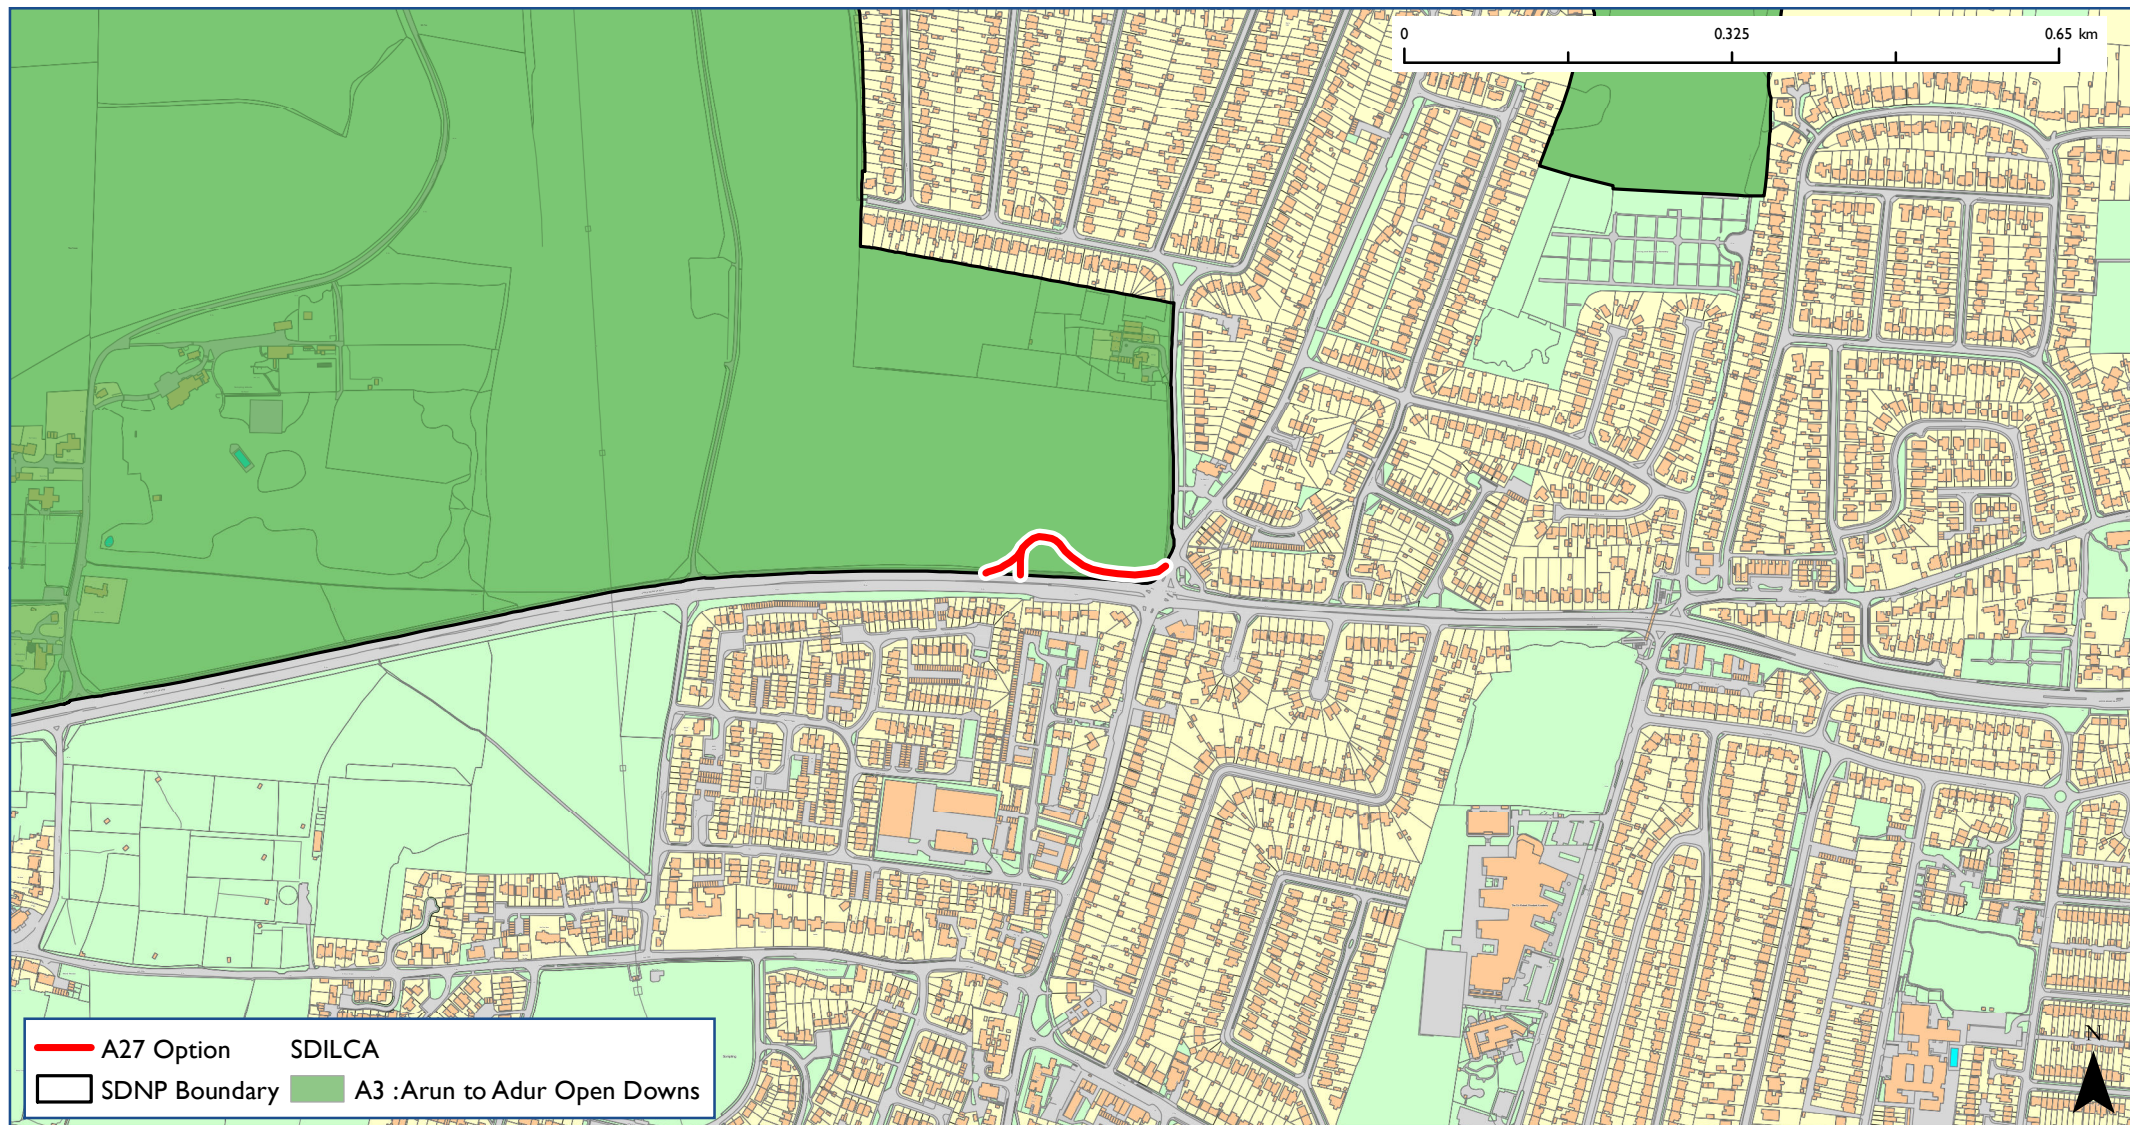 0 0.325 0.65 km
N
A27 Option SDILCA
SDNP Boundary A3 : Arun to Adur Open Downs